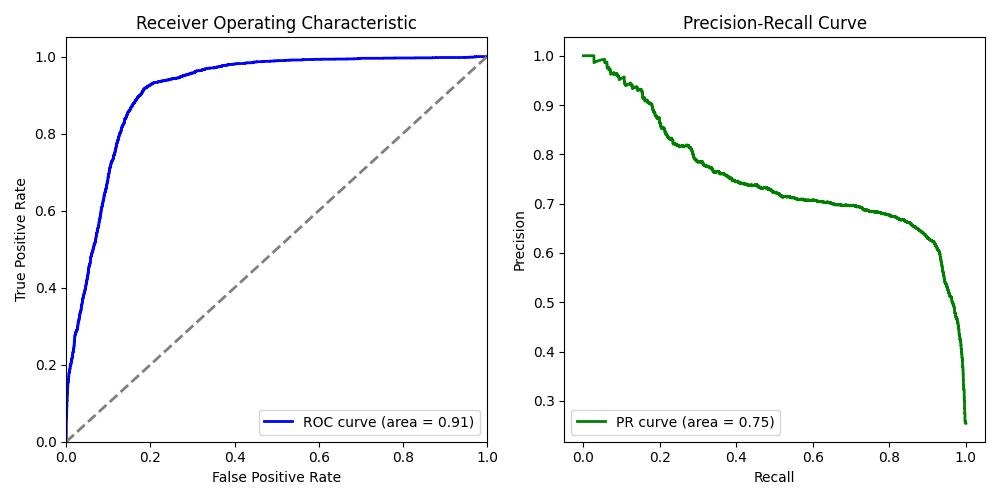 Receiver Operating Characteristic
True Positive Rate
1.0
0.8
0.6
0.4
0.2
0.0
0.0 0.2 0.4 0.6 0.8 1.0
False Positive Rate
ROC curve (area = 0.91)
Precision-Recall Curve
Precision
1.0
0.9
0.8
0.7
0.6
0.5
0.4
0.3
0.0 0.2 0.4 0.6 0.8 1.0
Recall
PR curve (area = 0.75)